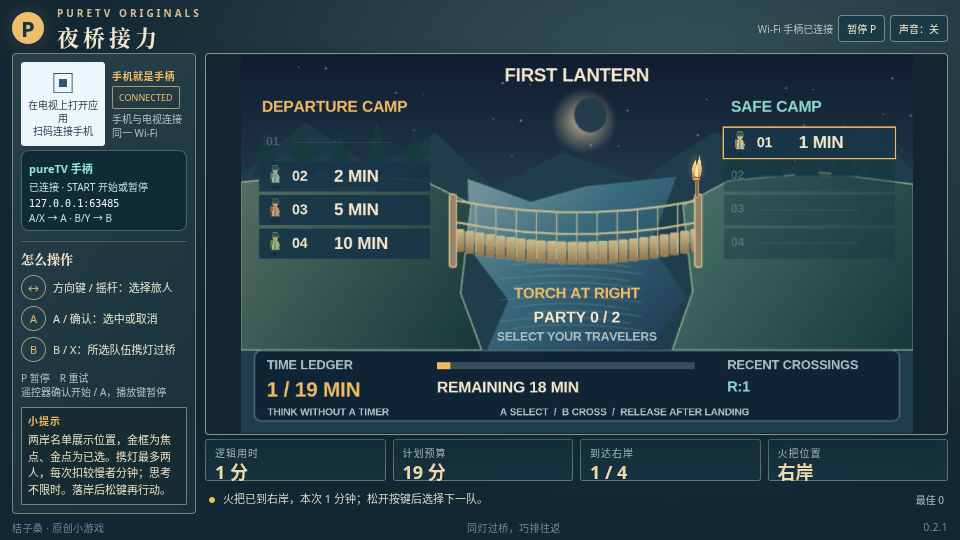 P
PURETV ORIGINALS
夜桥接力
Wi-Fi 手柄已连接
暂停 P
声音：关
在电视上打开应用
扫码连接手机
手机就是手柄
CONNECTED
手机与电视连接
同一 Wi-Fi
pureTV 手柄
已连接 · START 开始或暂停
127.0.0.1:63485
A/X → A · B/Y → B
怎么操作
↔ 方向键 / 摇杆：选择旅人
A A / 确认：选中或取消
B B / X：所选队伍携灯过桥
P 暂停 R 重试
遥控器确认开始 / A，播放键暂停
小提示
两岸名单展示位置，金框为焦点、金点为已选。携灯最多两人，每次扣较慢者分钟；思考不限时。落岸后松键再行动。
FIRST LANTERN
DEPARTURE CAMP
01
02 2 MIN
03 5 MIN
04 10 MIN
SAFE CAMP
01 1 MIN
02
03
04
TORCH AT RIGHT
PARTY 0 / 2
SELECT YOUR TRAVELERS
TIME LEDGER
1 / 19 MIN
THINK WITHOUT A TIMER
REMAINING 18 MIN
A SELECT / B CROSS / RELEASE AFTER LANDING
RECENT CROSSINGS
R:1
逻辑用时
1 分
计划预算
19 分
到达右岸
1 / 4
火把位置
右岸
火把已到右岸，本次 1 分钟；松开按键后选择下一队。
最佳 0
桔子桑 · 原创小游戏
同灯过桥，巧排往返
0.2.1